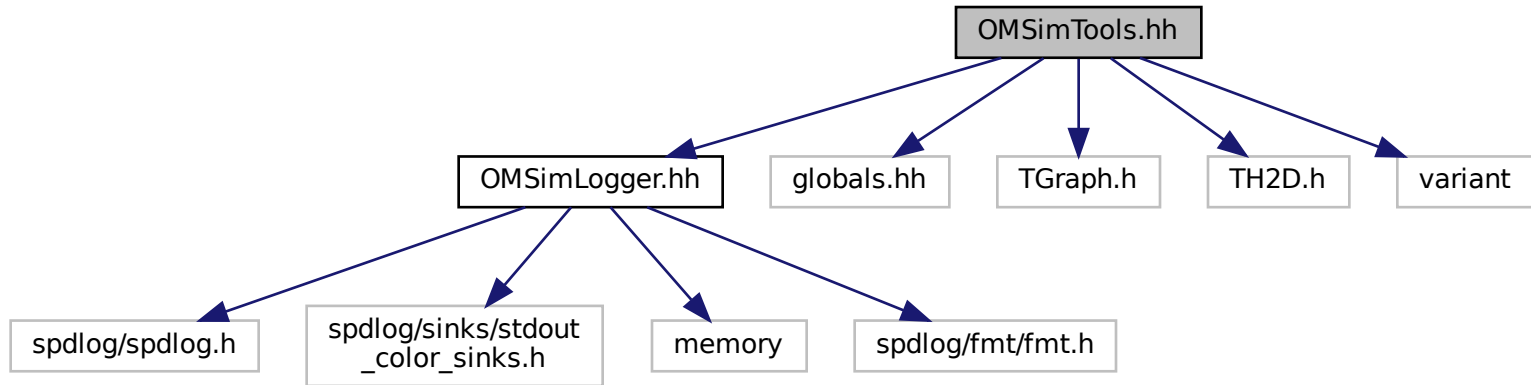 OMSimTools.hh
OMSimLogger.hh
globals.hh
TGraph.h
TH2D.h
variant
spdlog/spdlog.h
spdlog/sinks/stdout
_color_sinks.h
memory
spdlog/fmt/fmt.h